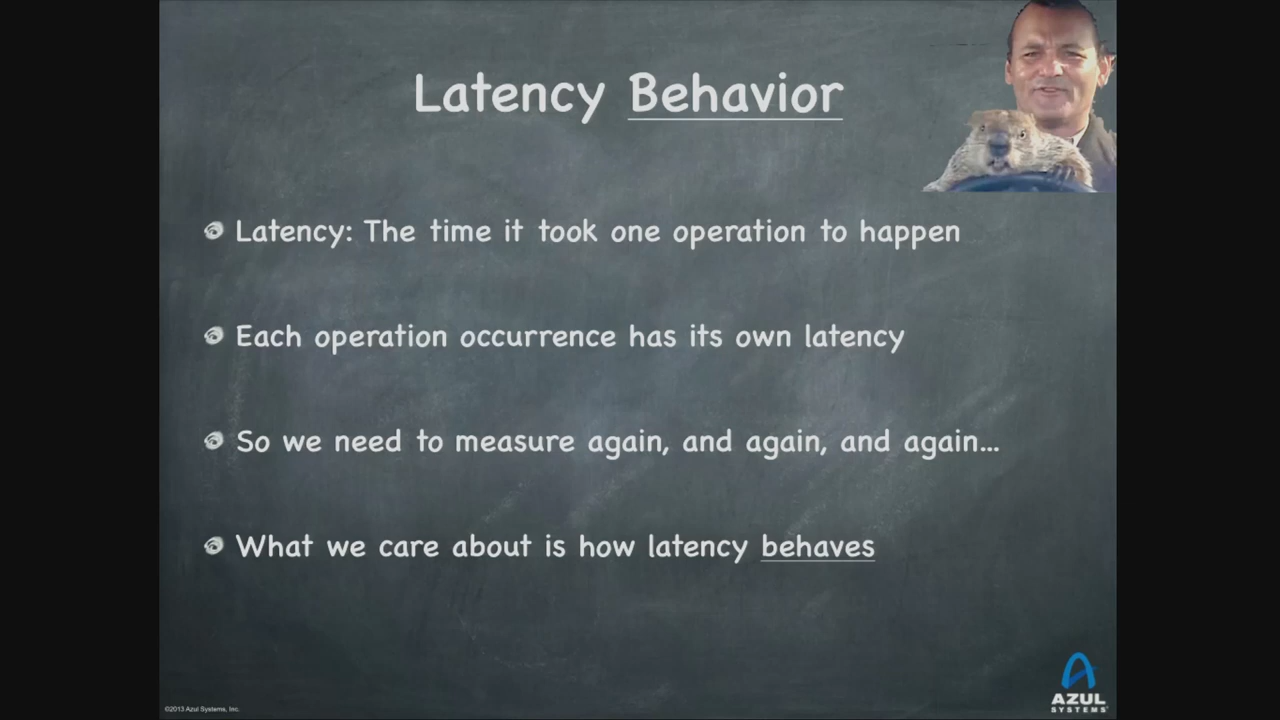 Latency Behavior
Latency: The time it took one operation to happen
Each operation occurrence has its own latency
So we need to measure again, and again, and again...
What we care about is how latency behaves
©2013 Azul Systems, Inc.
AZUL
SYSTEMS